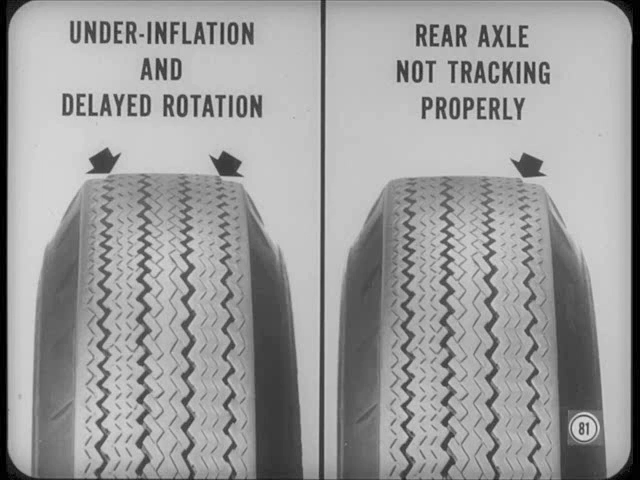 UNDER-INFLATION
AND
DELAYED ROTATION
REAR AXLE
NOT TRACKING
PROPERLY
81